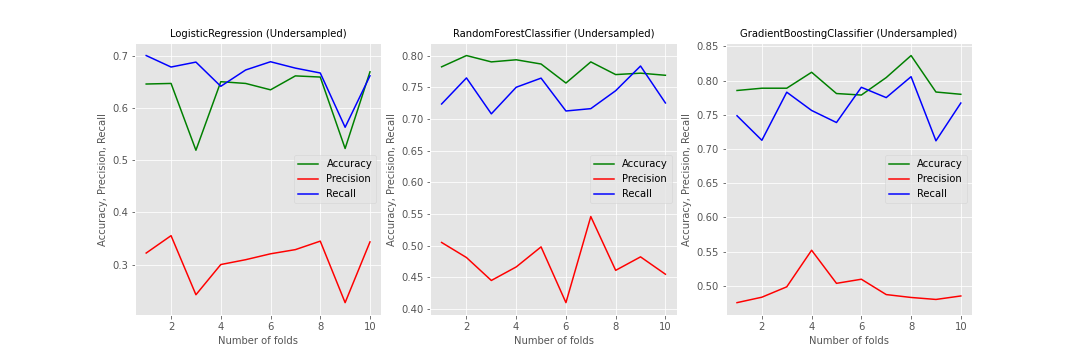 LogisticRegression (Undersampled)
0.7
0.6
0.5
0.4
0.3
Accuracy, Precision, Recall
Accuracy
Precision
Recall
2
4
6
8
10
Number of folds
RandomForestClassifier (Undersampled)
0.80
0.75
0.70
0.65
0.60
0.55
0.50
0.45
0.40
Accuracy, Precision, Recall
Accuracy
Precision
Recall
2
4
6
8
10
Number of folds
GradientBoostingClassifier (Undersampled)
0.85
0.80
0.75
0.70
0.65
0.60
0.55
0.50
Accuracy, Precision, Recall
Accuracy
Precision
Recall
2
4
6
8
10
Number of folds